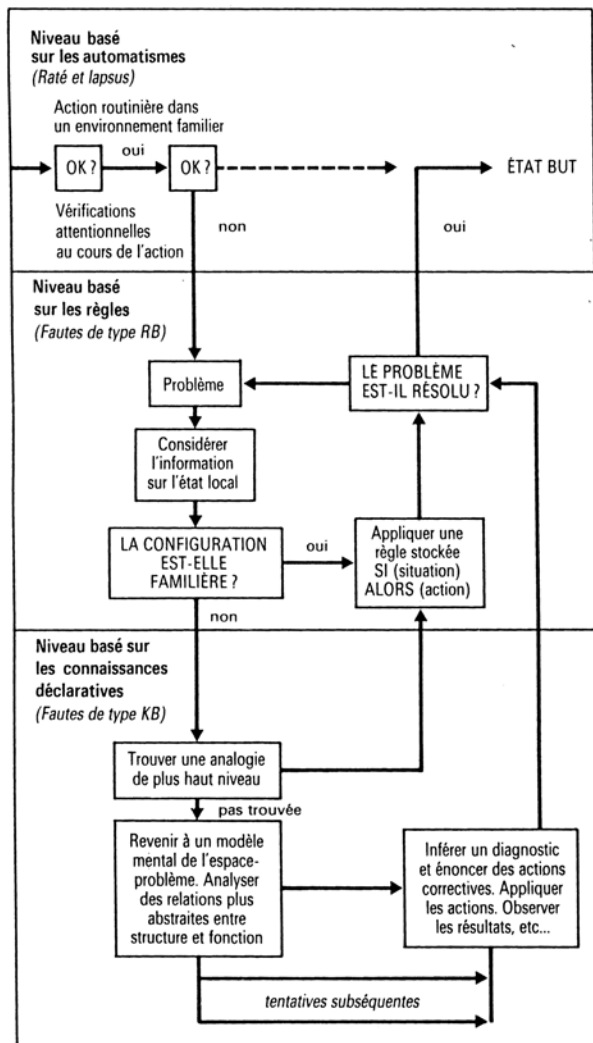 Niveau basé
sur les automatismes
(Raté et lapsus)
Action routinière dans
un environnement familier
OK ?
oui
OK ?
ÉTAT BUT
Vérifications
attentionnelles
au cours de l'action
non
oui
Niveau basé
sur les règles
(Fautes de type RB)
Problème
LE PROBLÈME
EST-IL RÉSOLU ?
Considérer
l'information
sur l'état local
LA CONFIGURATION
EST-ELLE
FAMILIÈRE ?
oui
Appliquer une
règle stockée
SI (situation)
ALORS (action)
non
Niveau basé sur
les connaissances
déclaratives
(Fautes de type KB)
Trouver une analogie
de plus haut niveau
pas trouvée
Revenir à un modèle
mental de l'espace-
problème. Analyser
des relations plus
abstraites entre
structure et fonction
Inférer un diagnostic
et énoncer des actions
correctives. Appliquer
les actions. Observer
les résultats, etc...
tentatives subséquentes